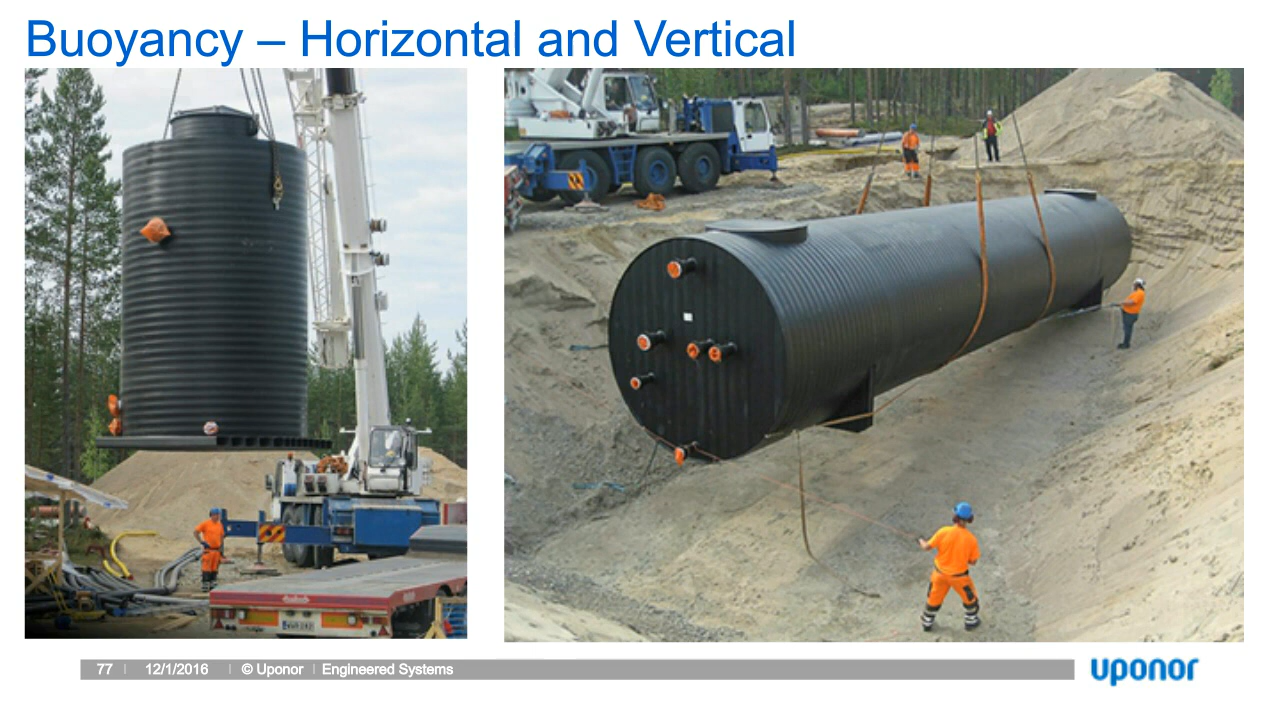 Buoyancy – Horizontal and Vertical
77 | 12/1/2016 | © Uponor | Engineered Systems
uponor